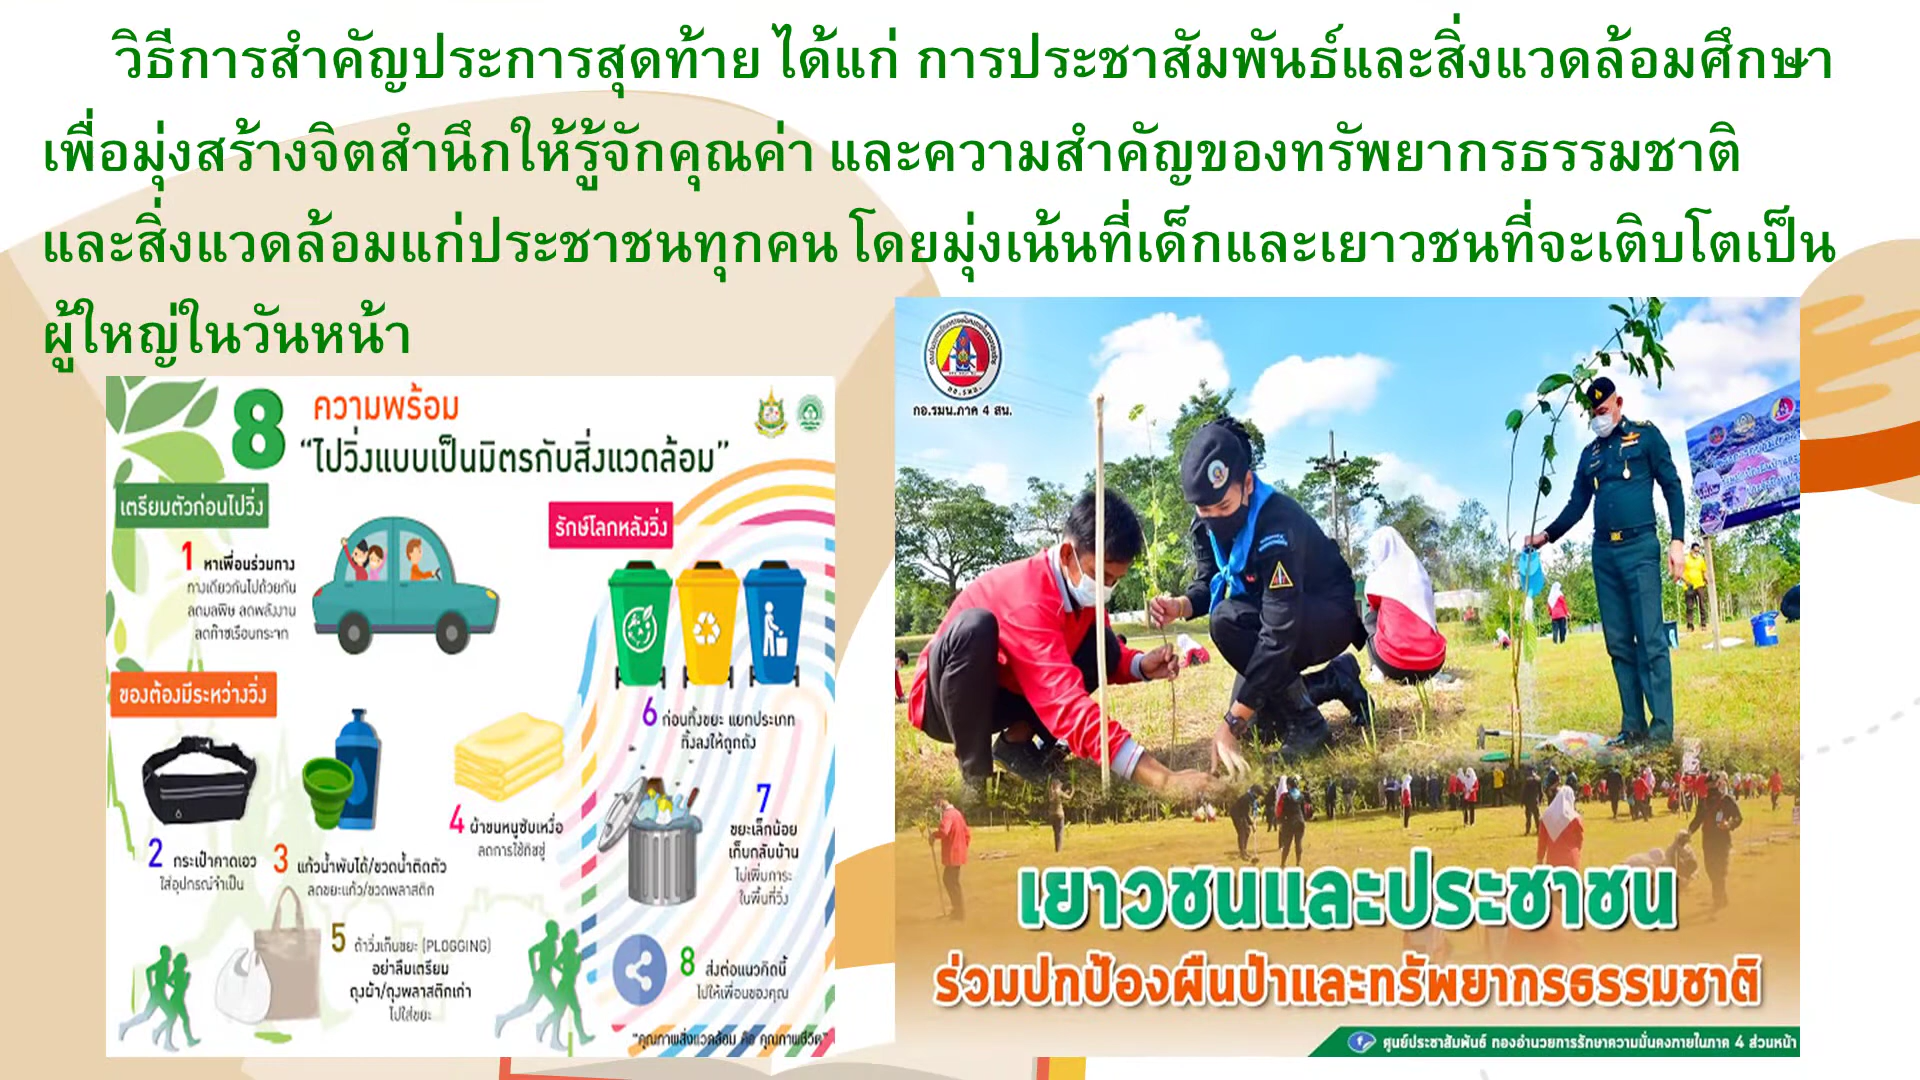 วิธีการสำคัญประการสุดท้าย ได้แก่ การประชาสัมพันธ์และสิ่งแวดล้อมศึกษา
เพื่อมุ่งสร้างจิตสำนึกให้รู้จักคุณค่า และความสำคัญของทรัพยากรธรรมชาติ
และสิ่งแวดล้อมแก่ประชาชนทุกคน โดยมุ่งเน้นที่เด็กและเยาวชนที่จะเติบโตเป็น
ผู้ใหญ่ในวันหน้า
8 ความพร้อม
“ไปวิ่งแบบเป็นมิตรกับสิ่งแวดล้อม”
เตรียมตัวก่อนไปวิ่ง
1 หาเพื่อนร่วมทาง
ทางเดียวกันไปด้วยกัน
ลดมลพิษ ลดพลังงาน
ลดก๊าซเรือนกระจก
ของต้องมีระหว่างวิ่ง
2 กระเป๋าคาดเอว
ใส่อุปกรณ์จำเป็น
3 แก้วน้ำพับได้/ขวดน้ำติดตัว
ลดขยะแก้ว/ขวดพลาสติก
4 ผ้าขนหนูซับเหงื่อ
ลดการใช้ทิชชู่
5 ถ้าวิ่งเก็บขยะ (PLOGGING)
อย่าลืมเตรียม
ถุงผ้า/ถุงพลาสติกเก่า
ไปใส่ขยะ
รักษ์โลกหลังวิ่ง
6 ก่อนทิ้งขยะ แยกประเภท
ทิ้งลงให้ถูกถัง
7
ขยะเล็กน้อย
เก็บกลับบ้าน
ไม่เพิ่มภาระ
ในพื้นที่วิ่ง
8 ส่งต่อแนวคิดนี้
ไปให้เพื่อนของคุณ
"คุณภาพสิ่งแวดล้อม คือ คุณภาพชีวิต"
กอ.รมน.
กอ.รมน.ภาค 4 สน.
เยาวชนและประชาชน
ร่วมปกป้องผืนป่าและทรัพยากรธรรมชาติ
ศูนย์ประชาสัมพันธ์ กองอำนวยการรักษาความมั่นคงภายในภาค 4 ส่วนหน้า